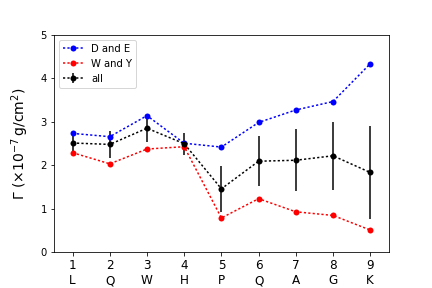 D and E
W and Y
all
Γ (×10⁻⁷ g/cm²)
5
4
3
2
1
0
1 2 3 4 5 6 7 8 9
L Q W H P Q A G K